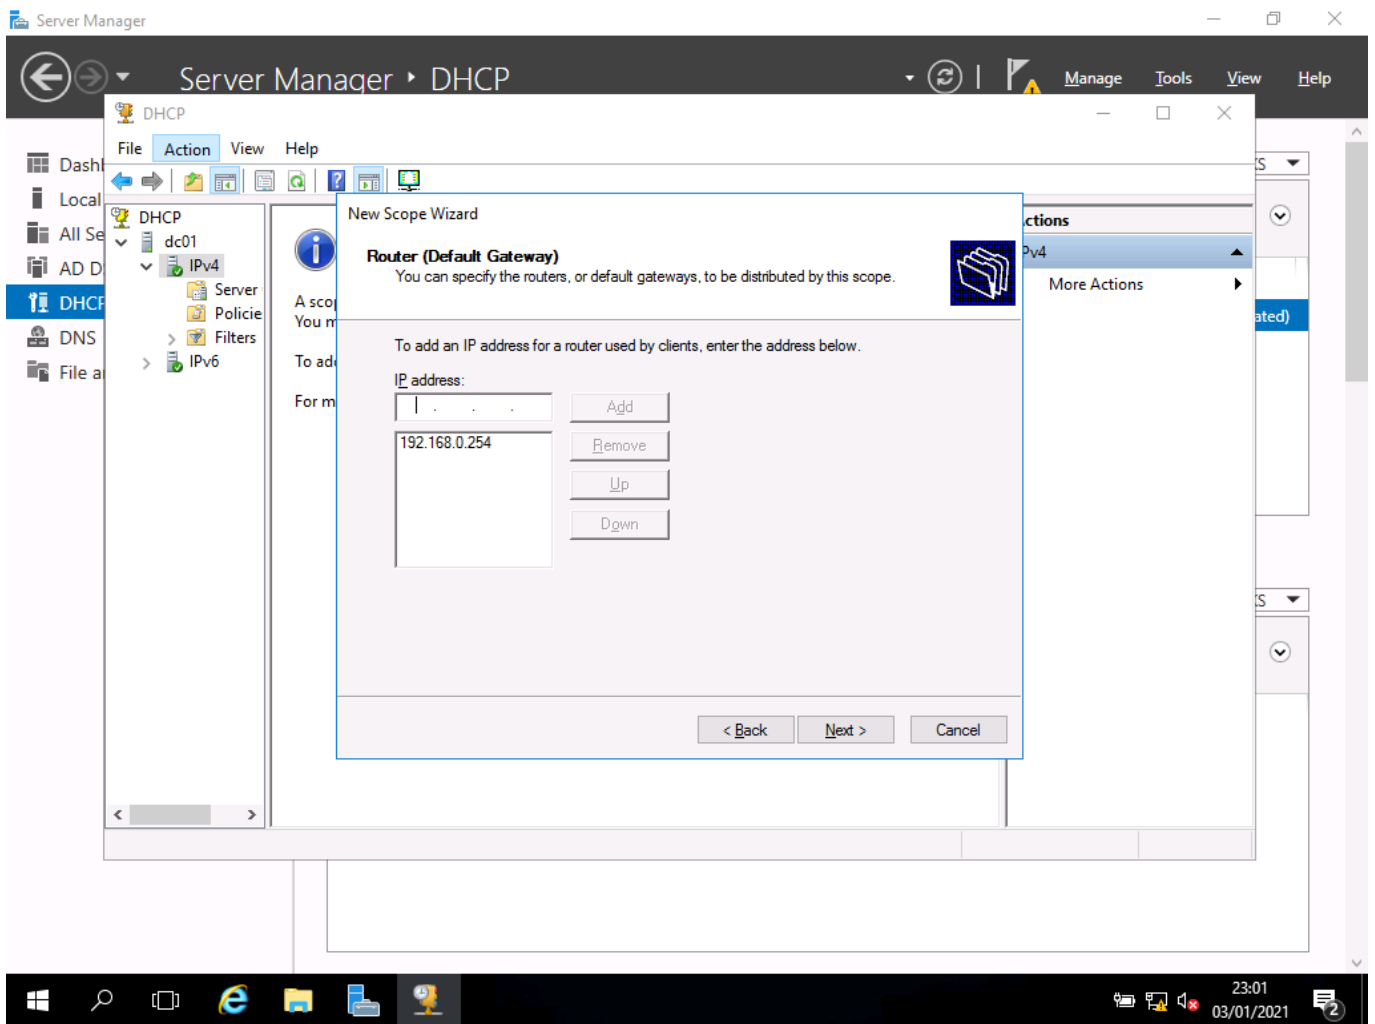 Server Manager
Server Manager ‣ DHCP
Manage Tools View Help
DHCP
File Action View Help
DHCP
dc01
IPv4
Server
Policie
Filters
IPv6
Dashb
Local
All Se
AD D
DHCP
DNS
File a
A scop
You m
To add
For m
New Scope Wizard
Router (Default Gateway)
You can specify the routers, or default gateways, to be distributed by this scope.
To add an IP address for a router used by clients, enter the address below.
IP address:
. . .
Add
192.168.0.254
Remove
Up
Down
< Back Next > Cancel
ctions
Pv4
More Actions
KS
ated)
KS
23:01
03/01/2021
2